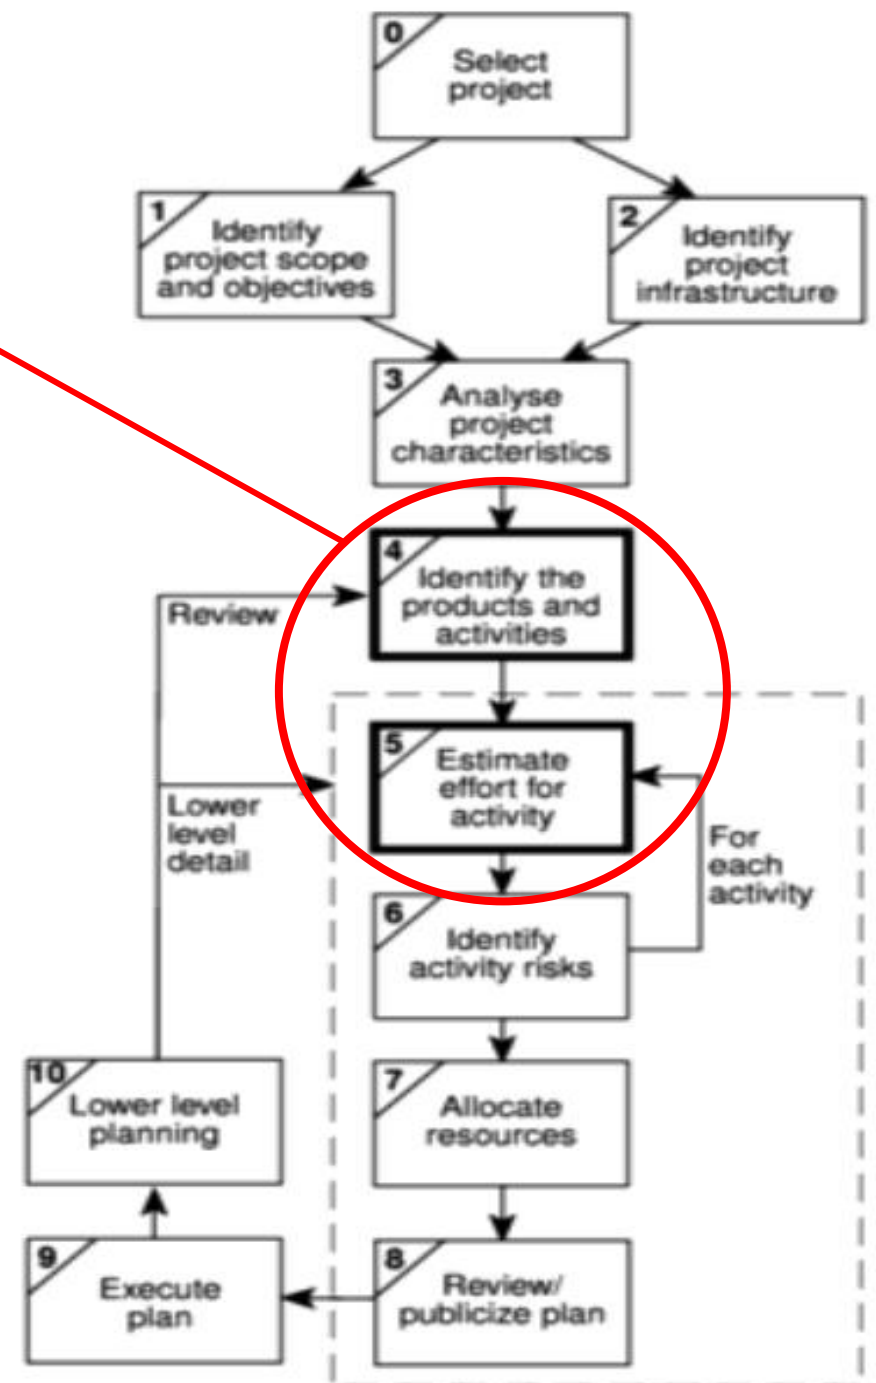 0
Select
project
1
Identify
project scope
and objectives
2
Identify
project
infrastructure
3
Analyse
project
characteristics
4
Identify the
products and
activities
Review
5
Estimate
effort for
activity
Lower
level
detail
For
each
activity
6
Identify
activity risks
7
Allocate
resources
8
Review/
publicize plan
9
Execute
plan
10
Lower level
planning